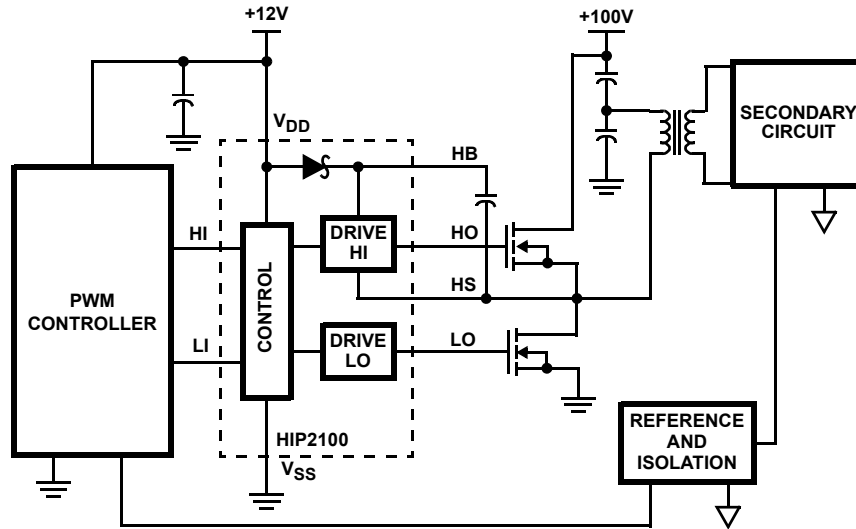 +12V
+100V
SECONDARY
CIRCUIT
VDD
HB
HI
DRIVE
HI
HO
PWM
CONTROLLER
CONTROL
HS
LI
DRIVE
LO
LO
REFERENCE
AND
ISOLATION
HIP2100
VSS